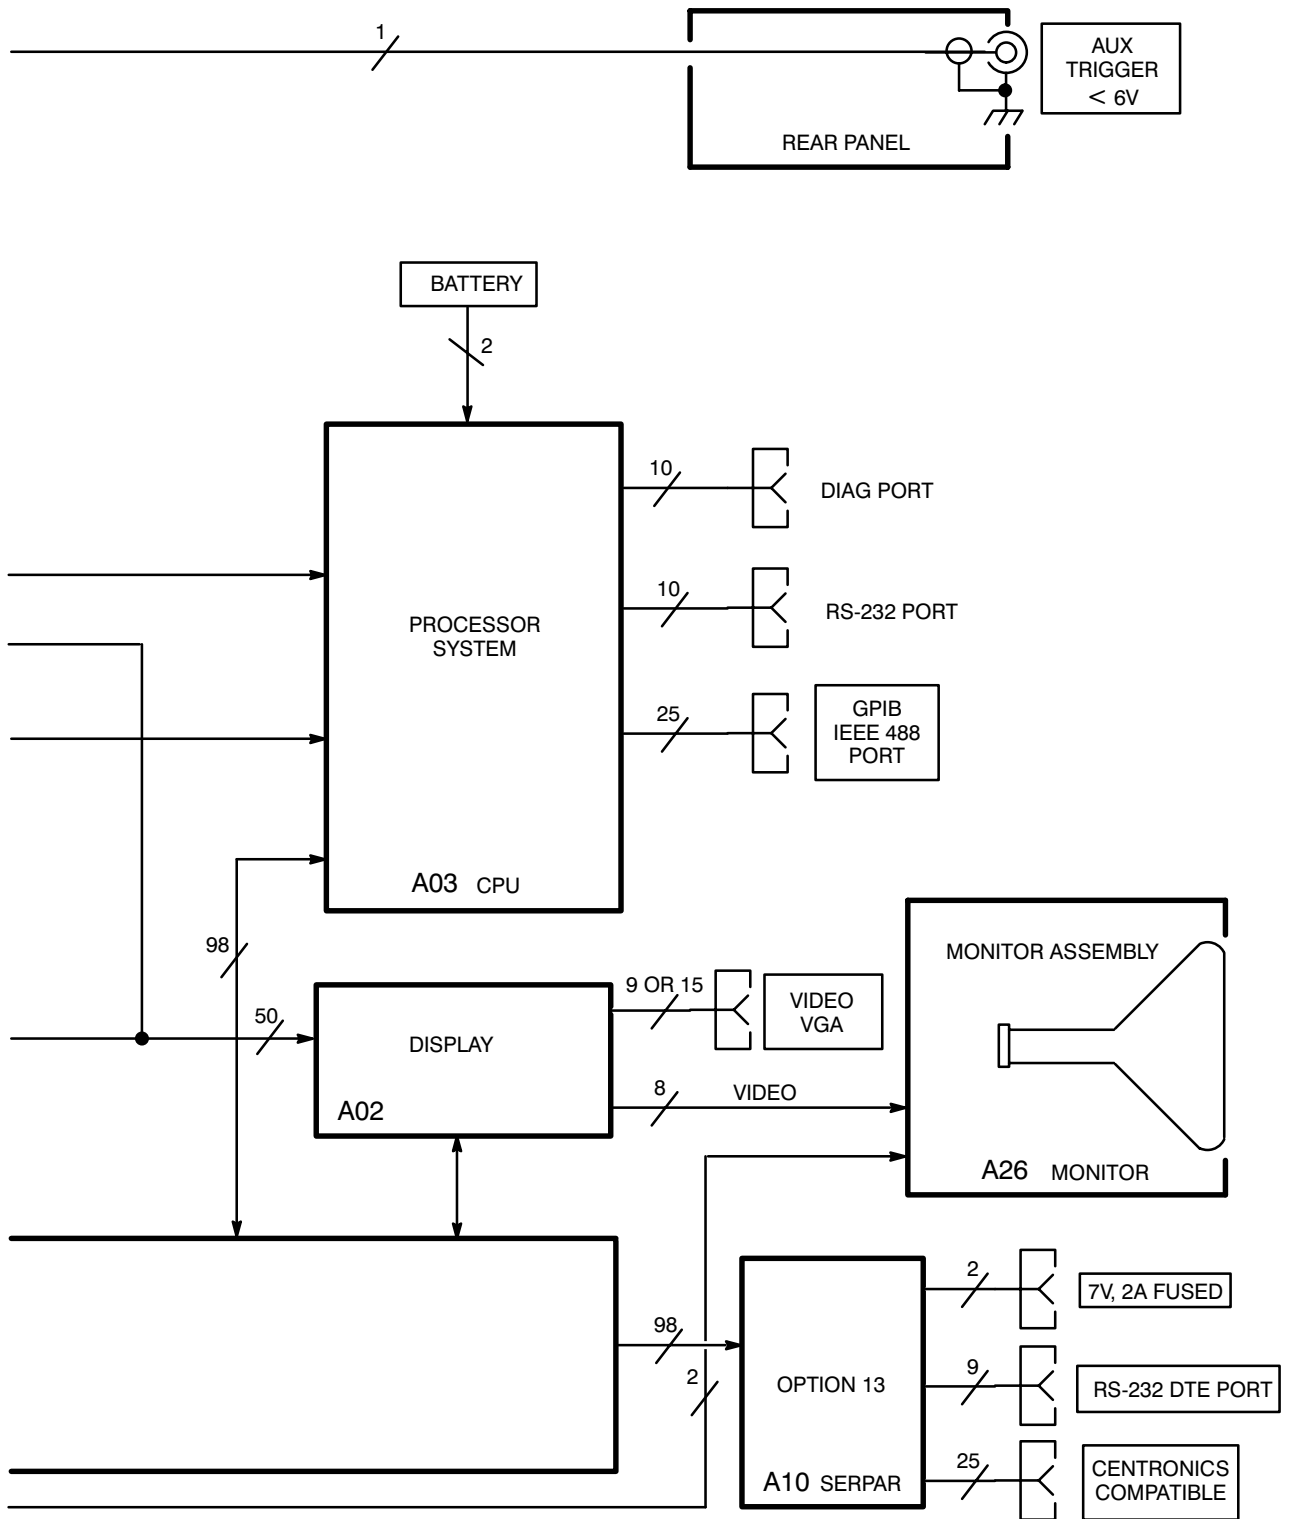 1
AUX
TRIGGER
< 6V
REAR PANEL
BATTERY
2
10
DIAG PORT
10
RS-232 PORT
PROCESSOR
SYSTEM
25
GPIB
IEEE 488
PORT
A03 CPU
98
MONITOR ASSEMBLY
9 OR 15
VIDEO
VGA
50
DISPLAY
8
VIDEO
A02
A26 MONITOR
2
7V, 2A FUSED
98
9
2
OPTION 13
RS-232 DTE PORT
25
CENTRONICS
COMPATIBLE
A10 SERPAR